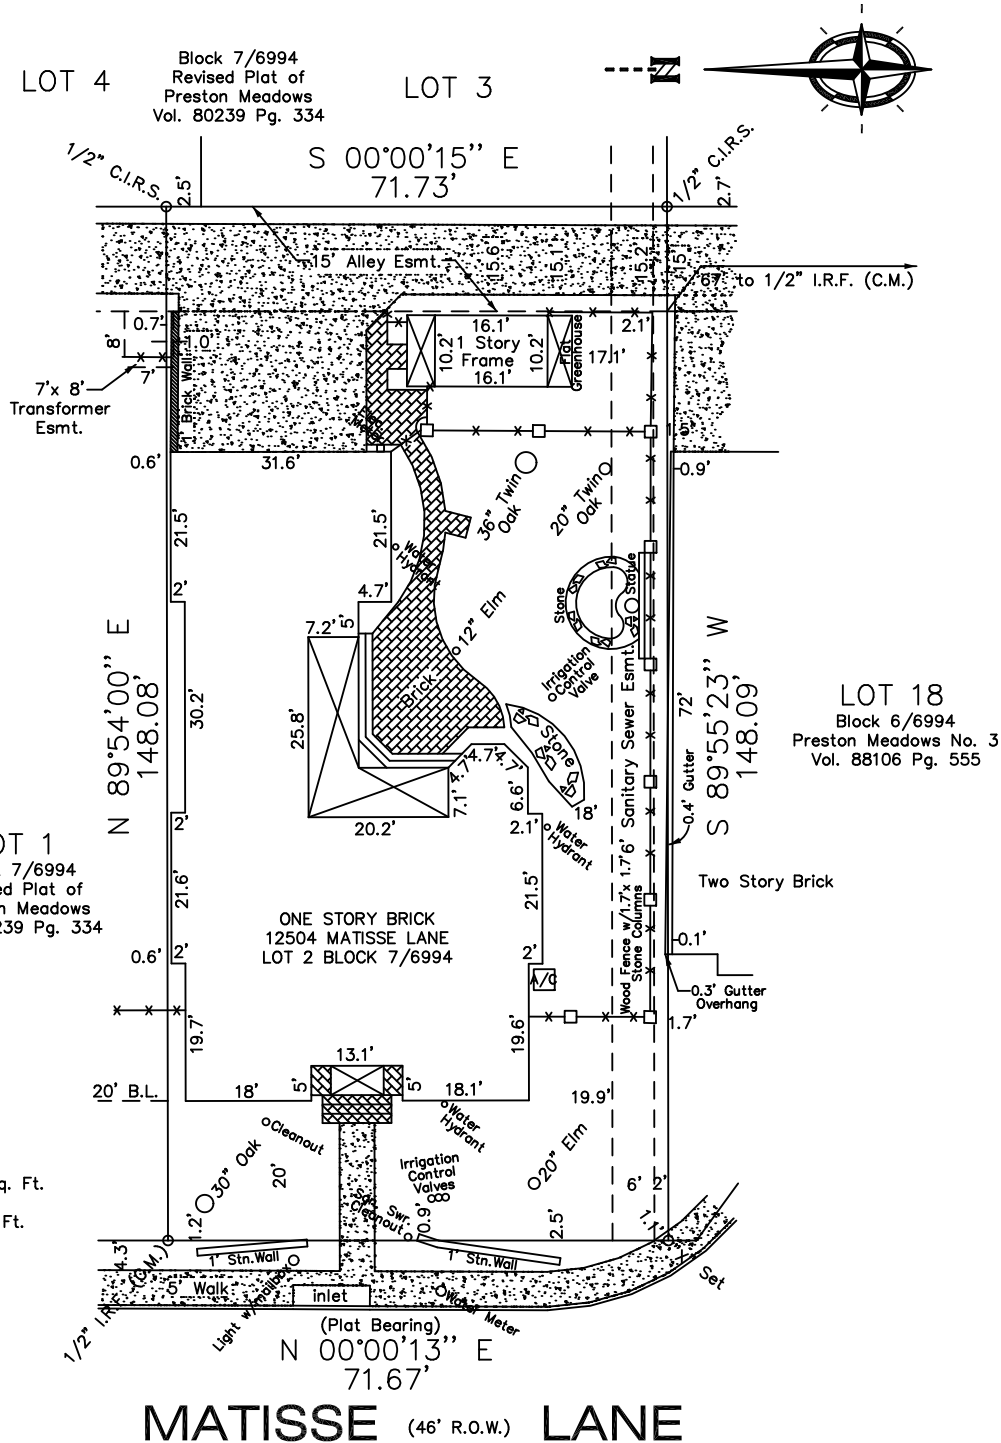 LOT 4
Block 7/6994
Revised Plat of
Preston Meadows
Vol. 80239 Pg. 334
LOT 3
S 00°00'15" E
71.73'
1/2" C.I.R.S.
2.5'
1/2" C.I.R.S.
2.7'
15' Alley Esmt.
15.6'
15.1'
15.2'
15'
67' to 1/2" I.R.F. (C.M.)
0.7'
8'
1.0'
7'
7'x 8'
Transformer
Esmt.
1' Brick Wall
16.1'
10.2'
1 Story
Frame
10.2'
16.1'
Flat
Greenhouse
2.1'
17.1'
0.6'
31.6'
0.9'
36" Twin
Oak
20" Twin
Oak
21.5'
21.5'
Water
Hydrant
2'
4.7'
5'
7.2'
12" Elm
Stone
Statue
Irrigation
Control
Valve
N 89°54'00" E
148.08'
30.2'
25.8'
Brick
Stone
4.7'
4.7'
4.7'
7.1'
6.6'
18'
20.2'
2.1'
Water
Hydrant
Sanitary Sewer Esmt.
72'
0.4' Gutter
S 89°55'23" W
148.09'
LOT 18
Block 6/6994
Preston Meadows No. 3
Vol. 88106 Pg. 555
2'
OT 1
7/6994
ed Plat of
n Meadows
239 Pg. 334
21.6'
21.5'
Two Story Brick
ONE STORY BRICK
12504 MATISSE LANE
LOT 2 BLOCK 7/6994
Wood Fence w/1.7'x 1.7'6'
Stone Columns
0.6'
2'
2'
A/C
0.1'
0.3' Gutter
Overhang
1.7'
19.7'
19.6'
13.1'
20' B.L.
18'
5'
5'
18.1'
19.9'
Cleanout
Water
Hydrant
30" Oak
20'
Irrigation
Control
Valves
20" Elm
q. Ft.
Ft.
6'
2'
1.2'
San. Swr
Cleanout
0.9'
2.5'
1.1'
4.3'
1/2" I.R.F. (C.M.)
1' Stn.Wall
1' Stn.Wall
Set
5' Walk
Light w/mailbox
inlet
Water Meter
(Plat Bearing)
N 00°00'13" E
71.67'
MATISSE (46' R.O.W.) LANE